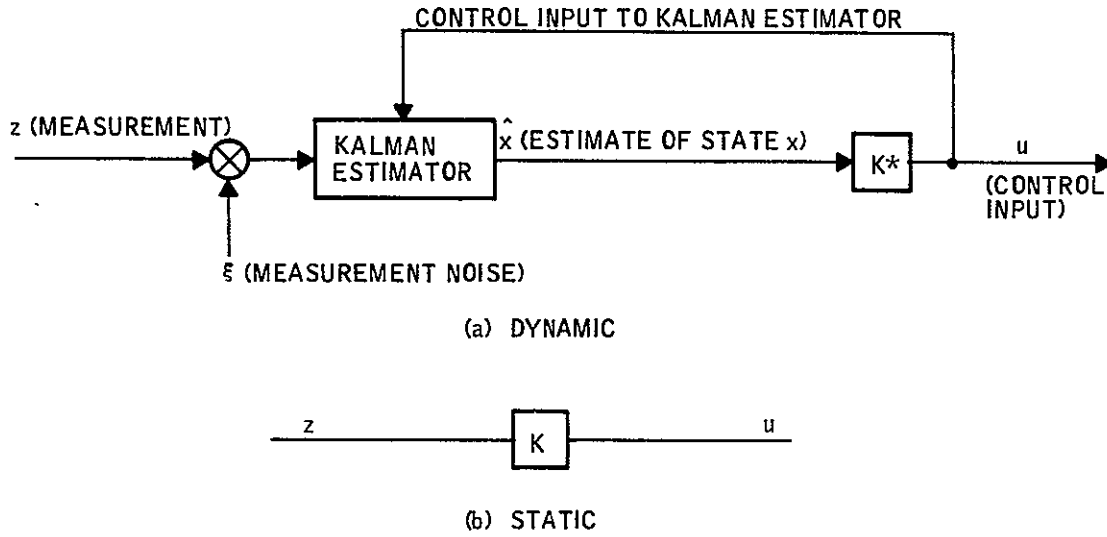 CONTROL INPUT TO KALMAN ESTIMATOR
z (MEASUREMENT)
KALMAN
ESTIMATOR
x̂ (ESTIMATE OF STATE x)
K*
u
(CONTROL
INPUT)
ξ (MEASUREMENT NOISE)
(a) DYNAMIC
z
K
u
(b) STATIC